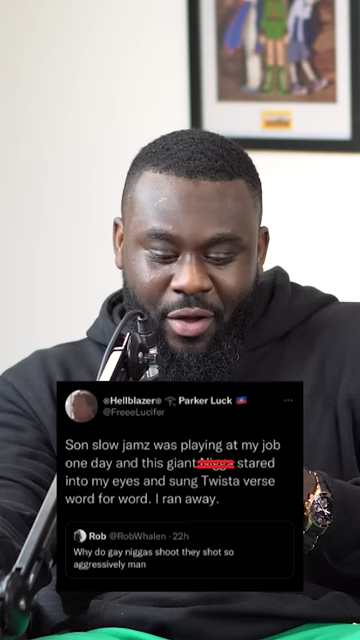 ⊗Hellblazer⊗ Parker Luck 🇭🇹
@FreeeLucifer
Son slow jamz was playing at my job
one day and this giant stared
into my eyes and sung Twista verse
word for word. I ran away.
Rob @RobWhalen · 22h
Why do gay niggas shoot they shot so
aggressively man